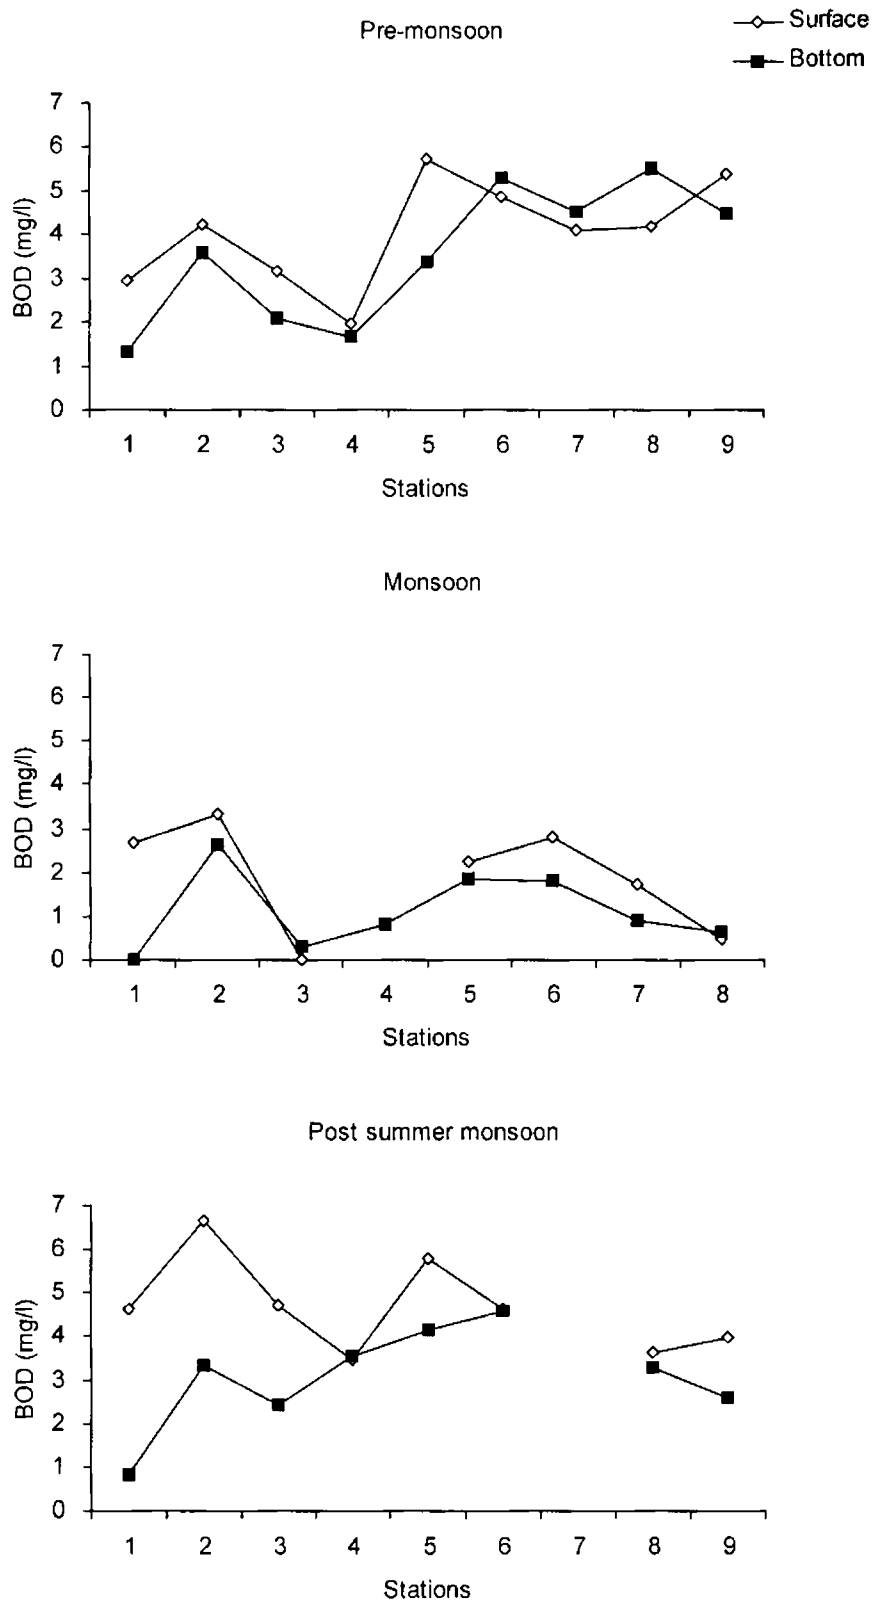 Pre-monsoon
Surface
Bottom
7
6
5
4
3
2
1
0
BOD (mg/l)
1 2 3 4 5 6 7 8 9
Stations
Monsoon
7
6
5
4
3
2
1
0
BOD (mg/l)
1 2 3 4 5 6 7 8
Stations
Post summer monsoon
7
6
5
4
3
2
1
0
BOD (mg/l)
1 2 3 4 5 6 7 8 9
Stations